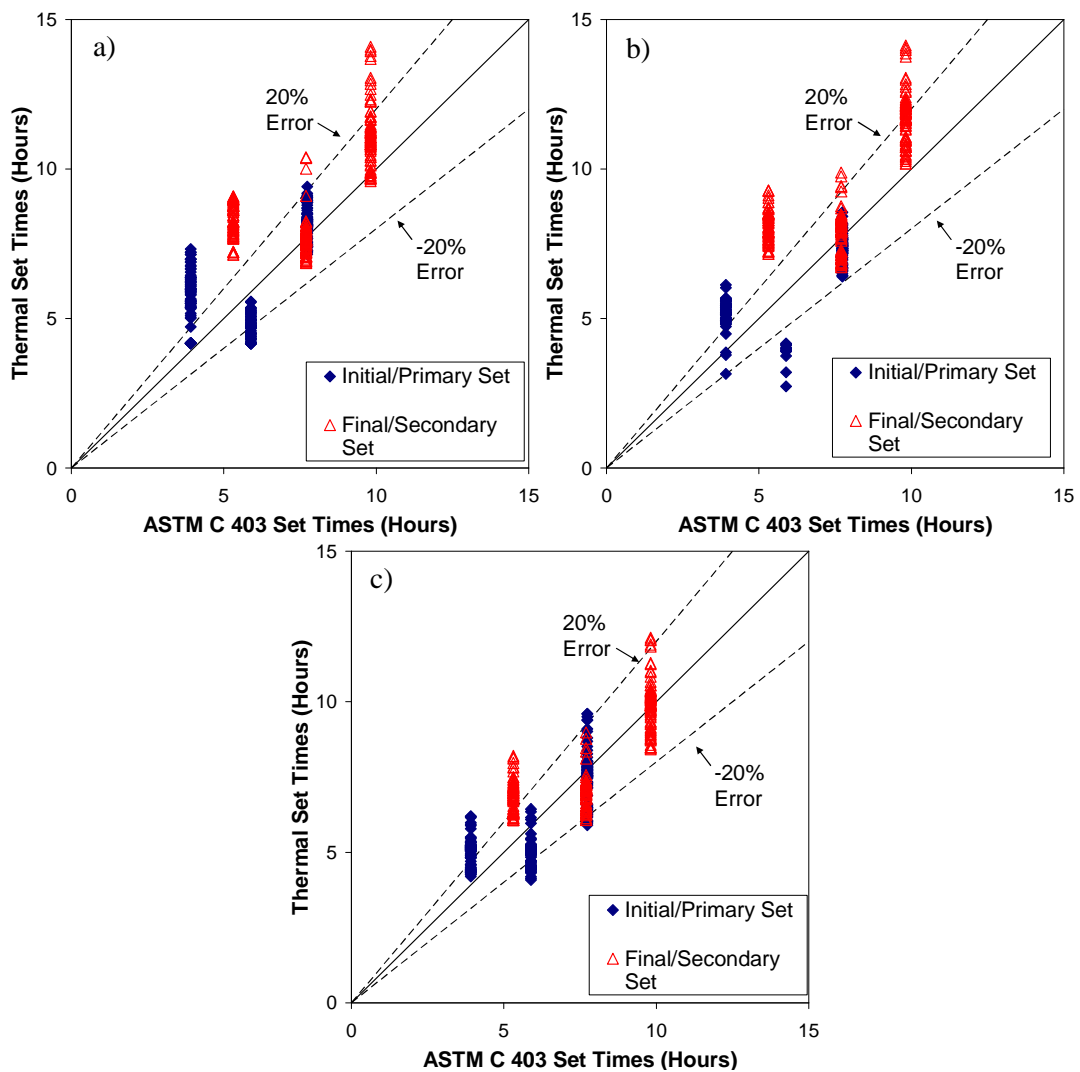 a)
15
10
5
0
0
5
10
15
Thermal Set Times (Hours)
ASTM C 403 Set Times (Hours)
20%
Error
-20%
Error
Initial/Primary Set
Final/Secondary
Set
b)
15
10
5
0
0
5
10
15
Thermal Set Times (Hours)
ASTM C 403 Set Times (Hours)
20%
Error
-20%
Error
Initial/Primary Set
Final/Secondary
Set
c)
15
10
5
0
0
5
10
15
Thermal Set Times (Hours)
ASTM C 403 Set Times (Hours)
20%
Error
-20%
Error
Initial/Primary Set
Final/Secondary
Set